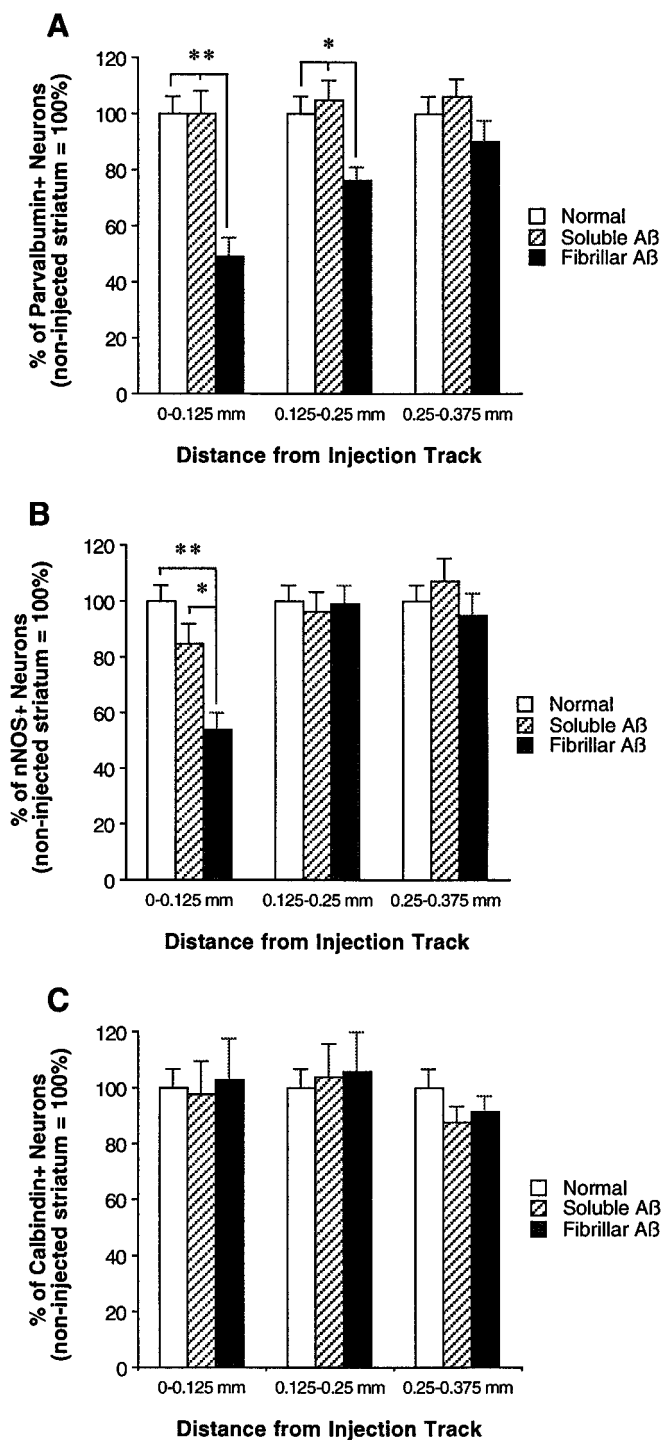 A
% of Parvalbumin+ Neurons
(non-injected striatum = 100%)
120
100
80
60
40
20
0
**
*
0-0.125 mm
0.125-0.25 mm
0.25-0.375 mm
Distance from Injection Track
Normal
Soluble Aß
Fibrillar Aß
B
% of nNOS+ Neurons
(non-injected striatum = 100%)
120
100
80
60
40
20
0
**
*
0-0.125 mm
0.125-0.25 mm
0.25-0.375 mm
Distance from Injection Track
Normal
Soluble Aß
Fibrillar Aß
C
% of Calbindin+ Neurons
(non-injected striatum = 100%)
120
100
80
60
40
20
0
0-0.125 mm
0.125-0.25 mm
0.25-0.375 mm
Distance from Injection Track
Normal
Soluble Aß
Fibrillar Aß